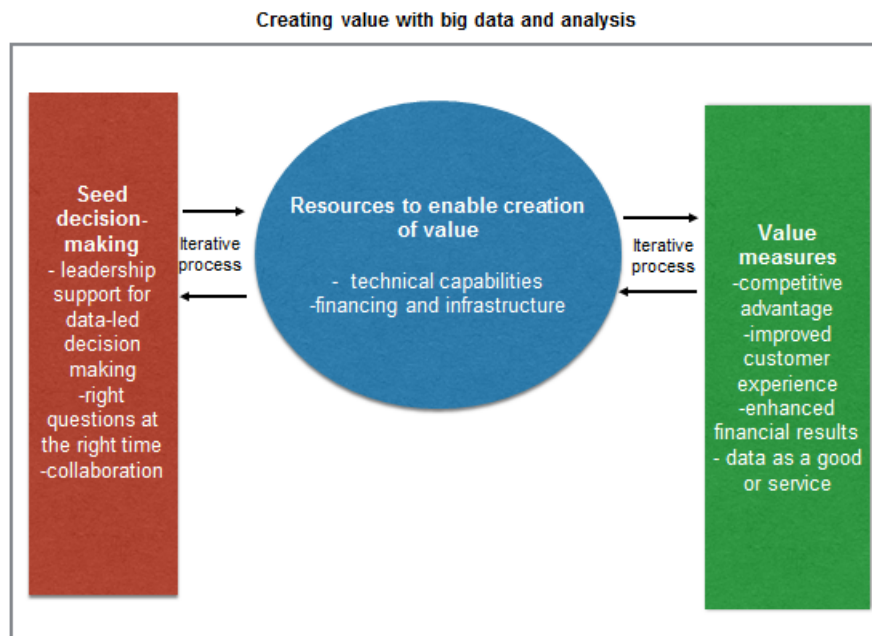 Creating value with big data and analysis
Seed
decision-
making
- leadership
support for
data-led
decision
making
-right
questions at
the right time
-collaboration
Iterative
process
Resources to enable creation
of value
- technical capabilities
-financing and infrastructure
Iterative
process
Value
measures
-competitive
advantage
-improved
customer
experience
-enhanced
financial results
- data as a good
or service